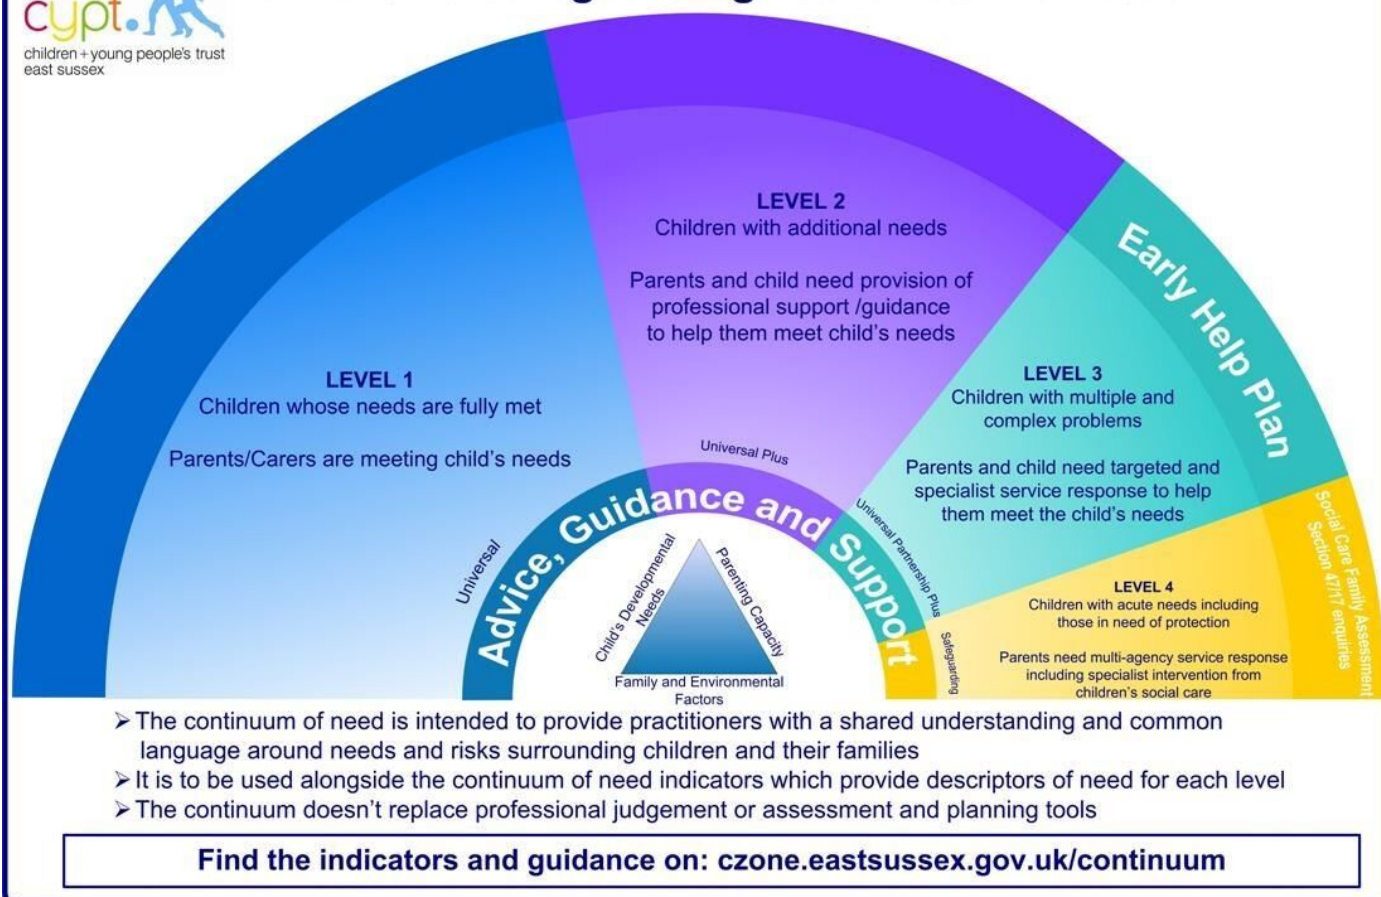 cypt.
children + young people's trust
east sussex
LEVEL 1
Children whose needs are fully met
Parents/Carers are meeting child's needs
LEVEL 2
Children with additional needs
Parents and child need provision of
professional support /guidance
to help them meet child's needs
LEVEL 3
Children with multiple and
complex problems
Parents and child need targeted and
specialist service response to help
them meet the child's needs
Early Help Plan
LEVEL 4
Children with acute needs including
those in need of protection
Parents need multi-agency service response
including specialist intervention from
children's social care
Social Care Family Assessment
Section 47/17 enquiries
Universal
Universal Plus
Universal Partnership Plus
Safeguarding
Advice, Guidance and Support
Child's Developmental
Needs
Parenting Capacity
Family and Environmental
Factors
➢ The continuum of need is intended to provide practitioners with a shared understanding and common
language around needs and risks surrounding children and their families
➢ It is to be used alongside the continuum of need indicators which provide descriptors of need for each level
➢ The continuum doesn't replace professional judgement or assessment and planning tools
Find the indicators and guidance on: czone.eastsussex.gov.uk/continuum